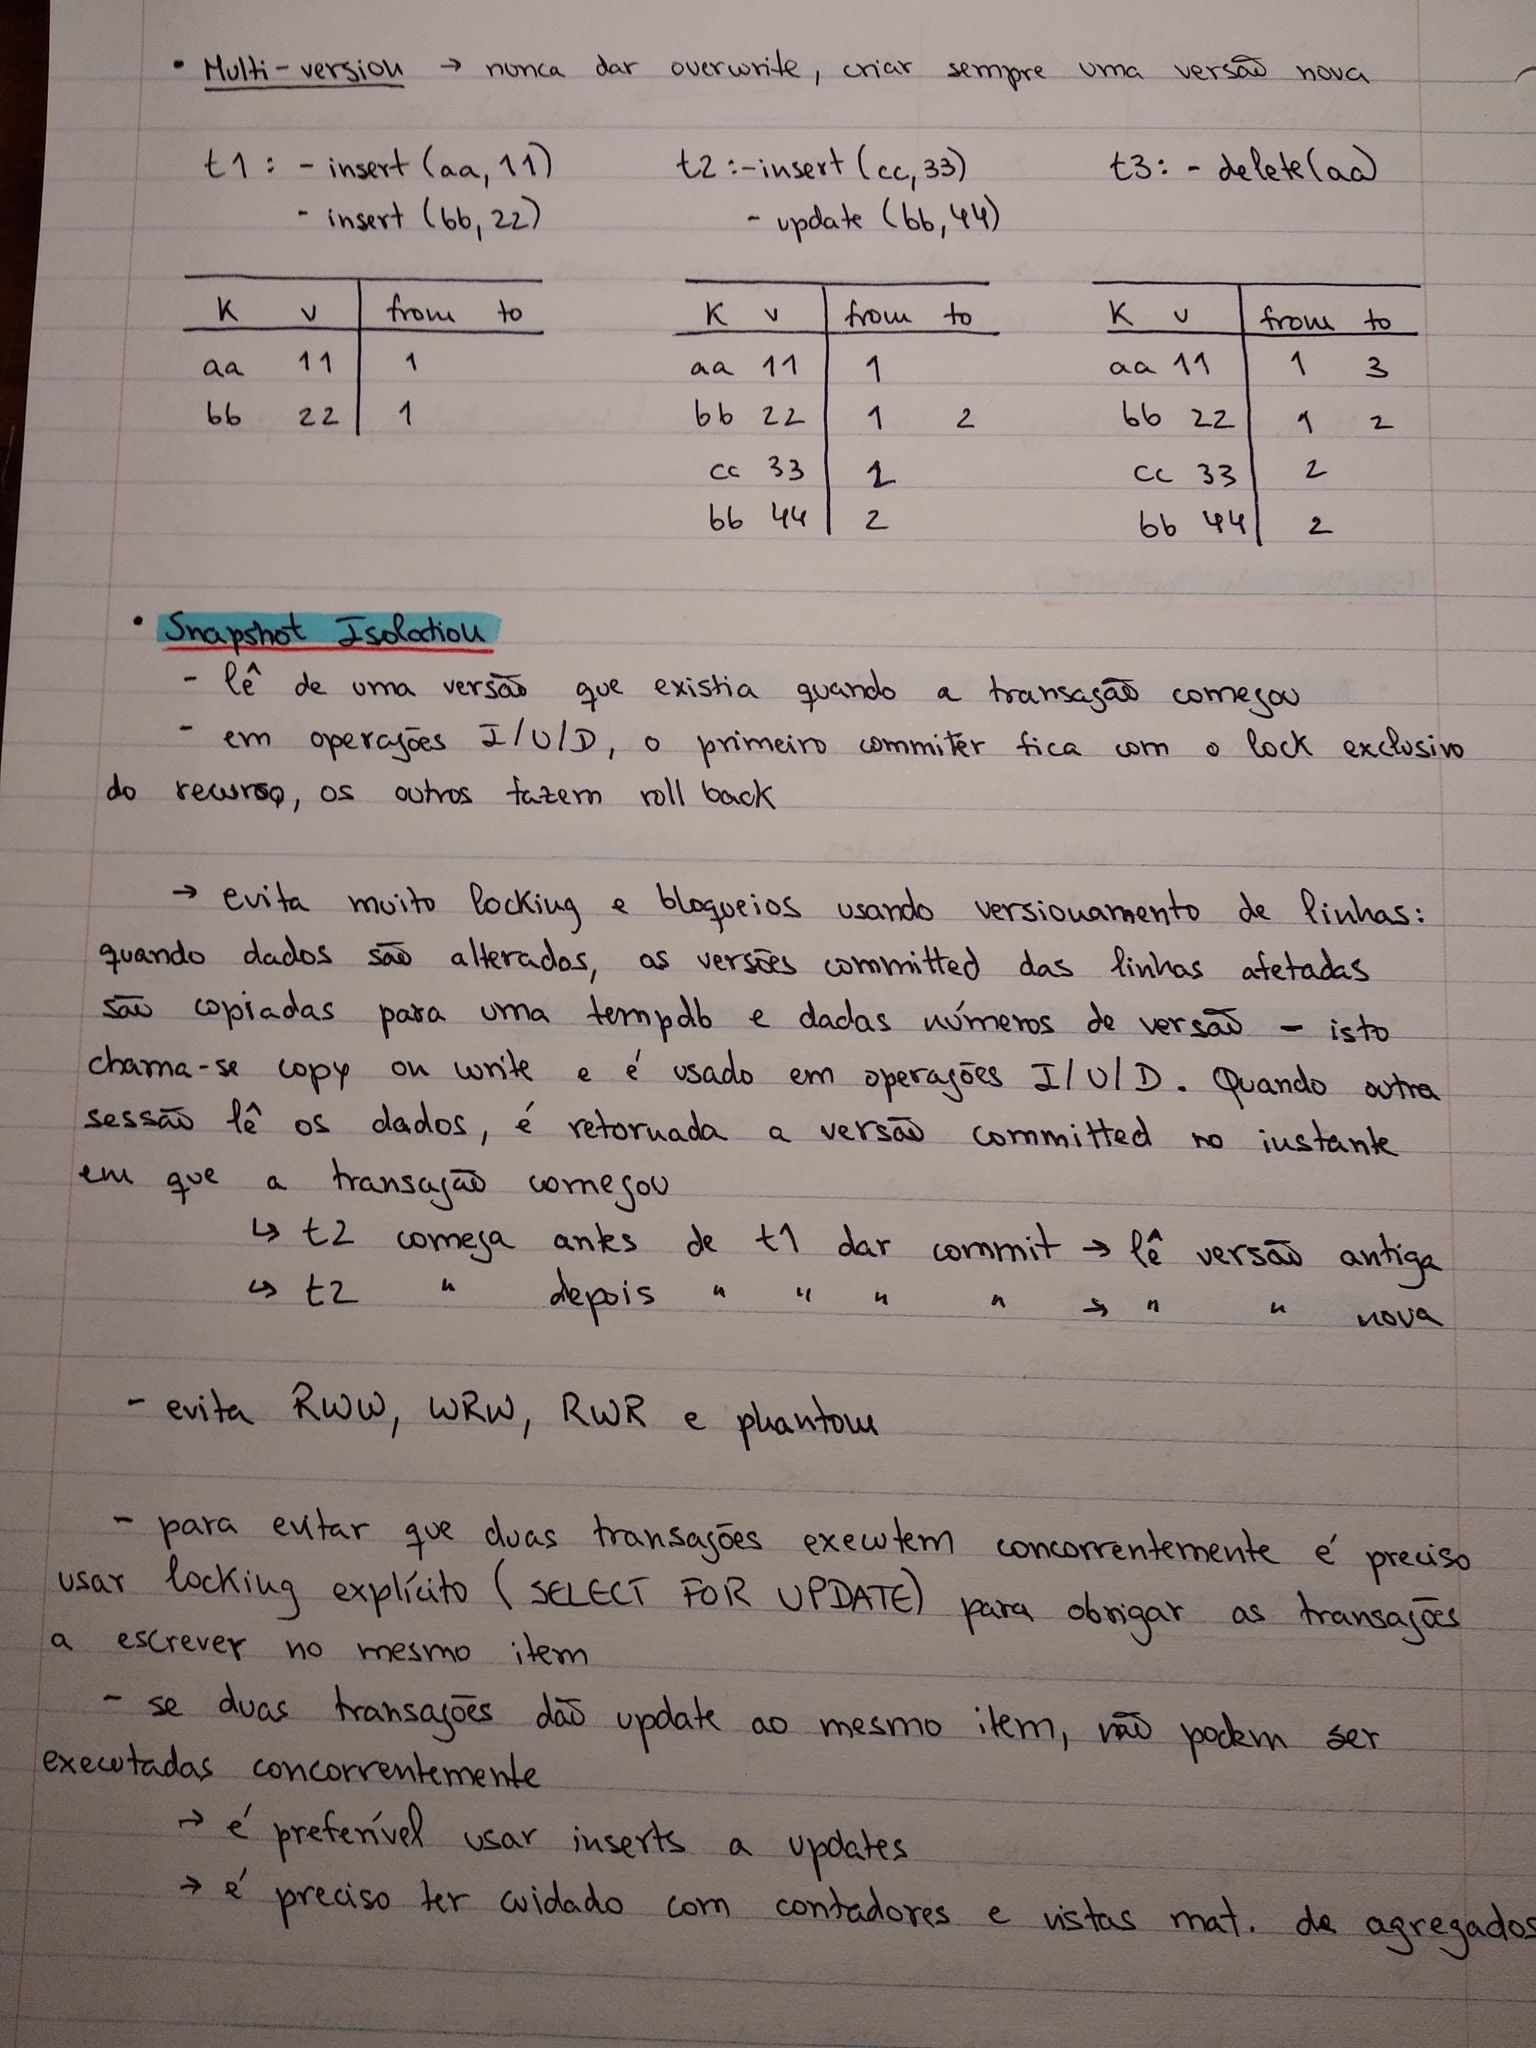 • Multi-version → nunca dar overwrite, criar sempre uma versão nova
t1: - insert (aa, 11) t2: - insert (cc, 33) t3: - delete (aa)
- insert (bb, 22) - update (bb, 44)
K v from to K v from to K v from to
aa 11 1 aa 11 1 aa 11 1 3
bb 22 1 bb 22 1 2 bb 22 1 2
cc 33 2 cc 33 2
bb 44 2 bb 44 2
• Snapshot Isolation
- lê de uma versão que existia quando a transação começou
- em operações I/U/D, o primeiro commiter fica com o lock exclusivo
do recurso, os outros fazem roll back
→ evita muito locking e bloqueios usando versionamento de linhas:
quando dados são alterados, as versões committed das linhas afetadas
são copiadas para uma tempdb e dadas números de versão - isto
chama-se copy on write e é usado em operações I/U/D. Quando outra
sessão lê os dados, é retornada a versão committed no instante
em que a transação começou
↳ t2 começa antes de t1 dar commit → lê versão antiga
↳ t2 " depois " " " " → " " nova
- evita RWW, WRW, RWR e phantom
- para evitar que duas transações executem concorrentemente é preciso
usar locking explícito (SELECT FOR UPDATE) para obrigar as transações
a escrever no mesmo item
- se duas transações dão update ao mesmo item, não podem ser
executadas concorrentemente
→ é preferível usar inserts a updates
→ é preciso ter cuidado com contadores e vistas mat. de agregados